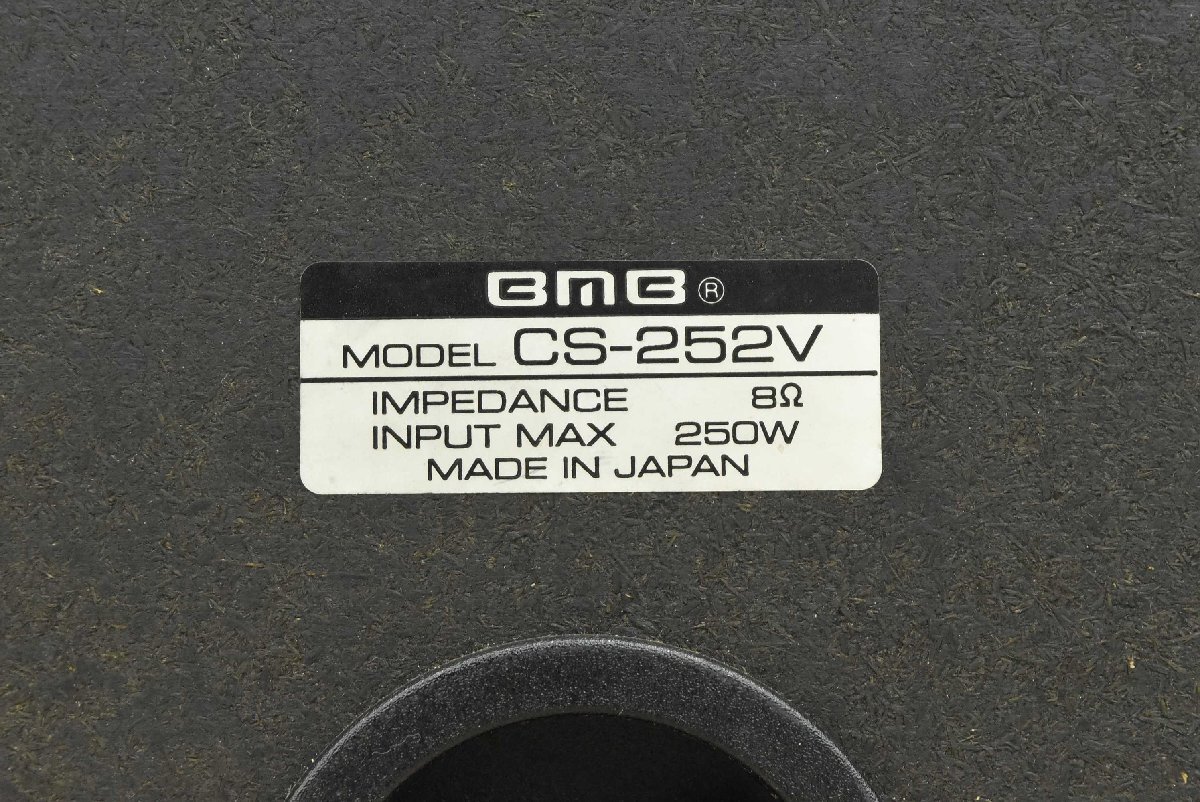 BMB®
MODEL CS-252V
IMPEDANCE 8Ω
INPUT MAX 250W
MADE IN JAPAN